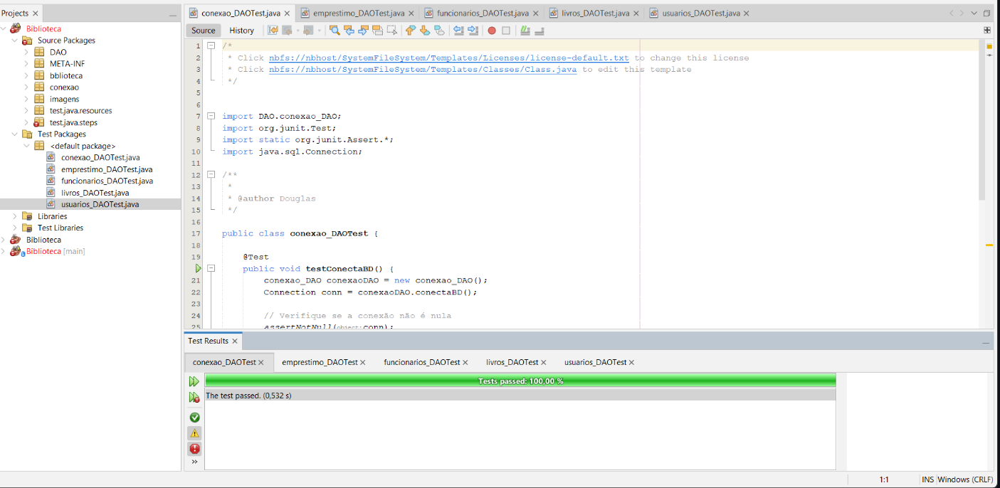 Projects
Biblioteca
Source Packages
DAO
META-INF
bblioteca
conexao
imagens
test.java.resources
test.java.steps
Test Packages
<default package>
conexao_DAOTest.java
emprestimo_DAOTest.java
funcionarios_DAOTest.java
livros_DAOTest.java
usuarios_DAOTest.java
Libraries
Test Libraries
Biblioteca
Biblioteca [main]
conexao_DAOTest.java emprestimo_DAOTest.java funcionarios_DAOTest.java livros_DAOTest.java usuarios_DAOTest.java
Source History
1 /*
2 * Click nbfs://nbhost/SystemFileSystem/Templates/Licenses/license-default.txt to change this license
3 * Click nbfs://nbhost/SystemFileSystem/Templates/Classes/Class.java to edit this template
4 */
5
6
7 import DAO.conexao_DAO;
8 import org.junit.Test;
9 import static org.junit.Assert.*;
10 import java.sql.Connection;
11
12 /**
13 *
14 * @author Douglas
15 */
16
17 public class conexao_DAOTest {
18
19 @Test
public void testConectaBD() {
21 conexao_DAO conexaoDAO = new conexao_DAO();
22 Connection conn = conexaoDAO.conectaBD();
23
24 // Verifique se a conexão não é nula
25 assertNotNull(object: conn);
Test Results
conexao_DAOTest emprestimo_DAOTest funcionarios_DAOTest livros_DAOTest usuarios_DAOTest
Tests passed: 100,00 %
The test passed. (0,532 s)
1:1 INS Windows (CRLF)